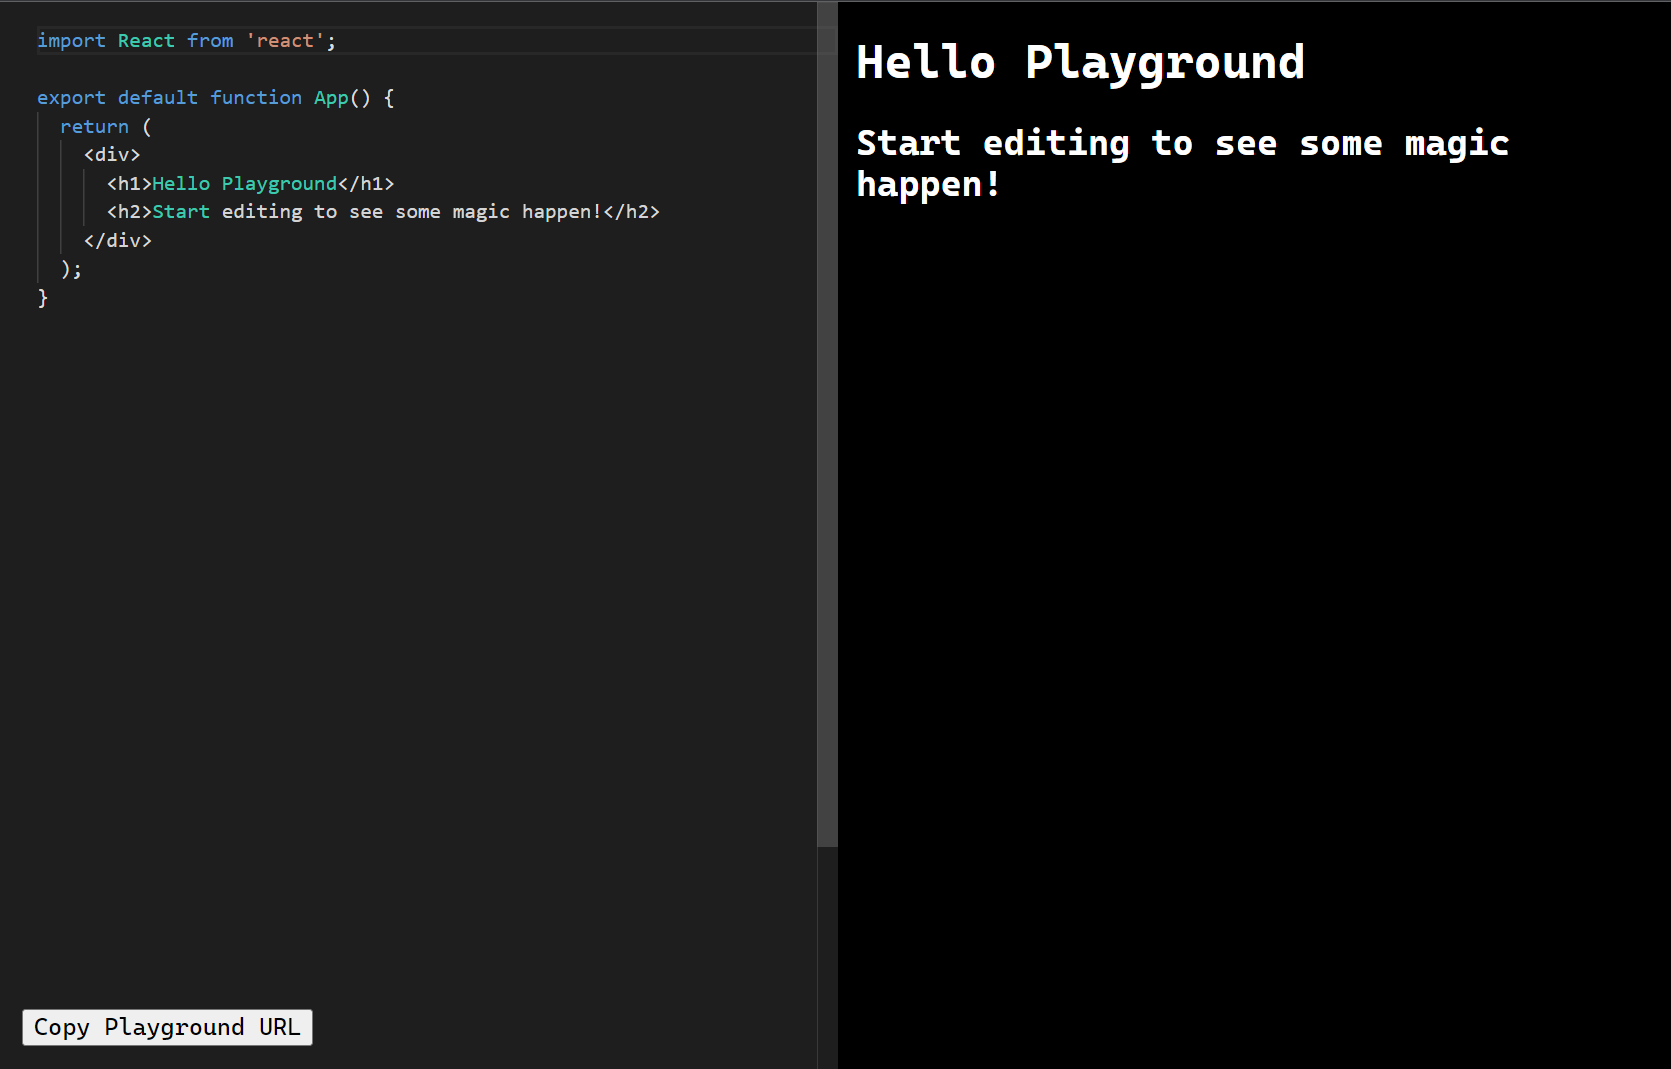 import React from 'react';
export default function App() {
return (
<div>
<h1>Hello Playground</h1>
<h2>Start editing to see some magic happen!</h2>
</div>
);
}
Copy Playground URL
Hello Playground
Start editing to see some magic
happen!